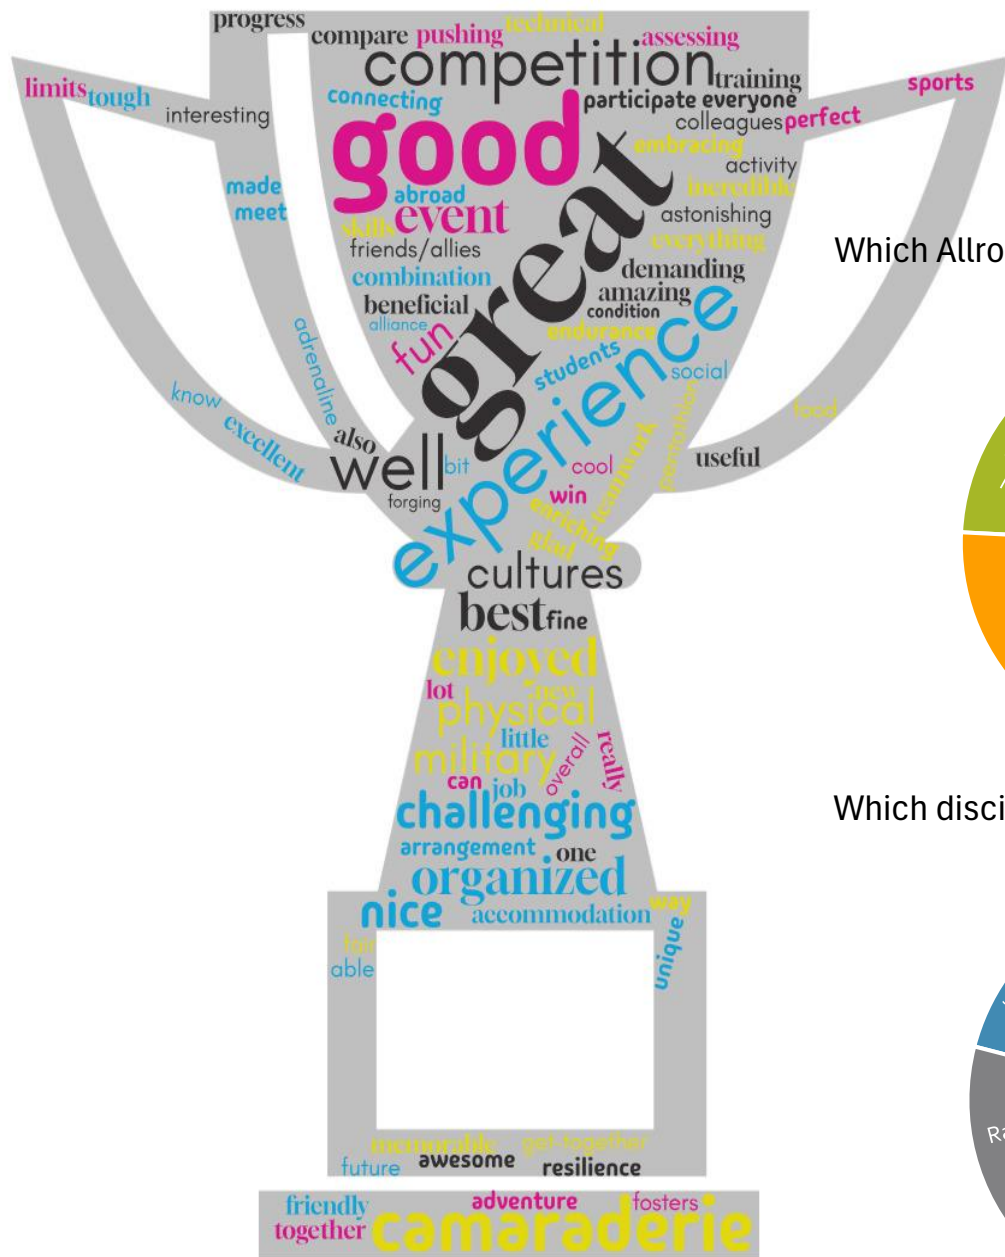 progress
compare pushing technical assessing
competition
training
limits tough
interesting
connecting
participate everyone
sports
colleagues perfect
good
embracing
activity
made
meet
abroad
incredible
skills event
astonishing
great
friends/allies
everything
combination
demanding
beneficial
amazing
alliance
condition
fun
endurance
students
experience
social
adrenaline
know
excellent
also
well bit
forging
cool
win
teamwork
useful
food
enriching
glad
cultures
best fine
enjoyed
lot new
physical
little
military
overall
really
can job
challenging
arrangement one
organized
nice accommodation way
unique
fair
able
memorable get-together
future awesome resilience
friendly adventure fosters
together camaraderie
Which Allro
Which disci
Ra